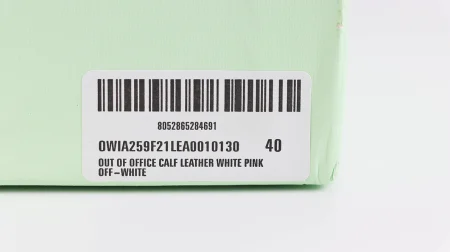 8052865284691
OWIA259F21LEA0010130 40
OUT OF OFFICE CALF LEATHER WHITE PINK
OFF-WHITE